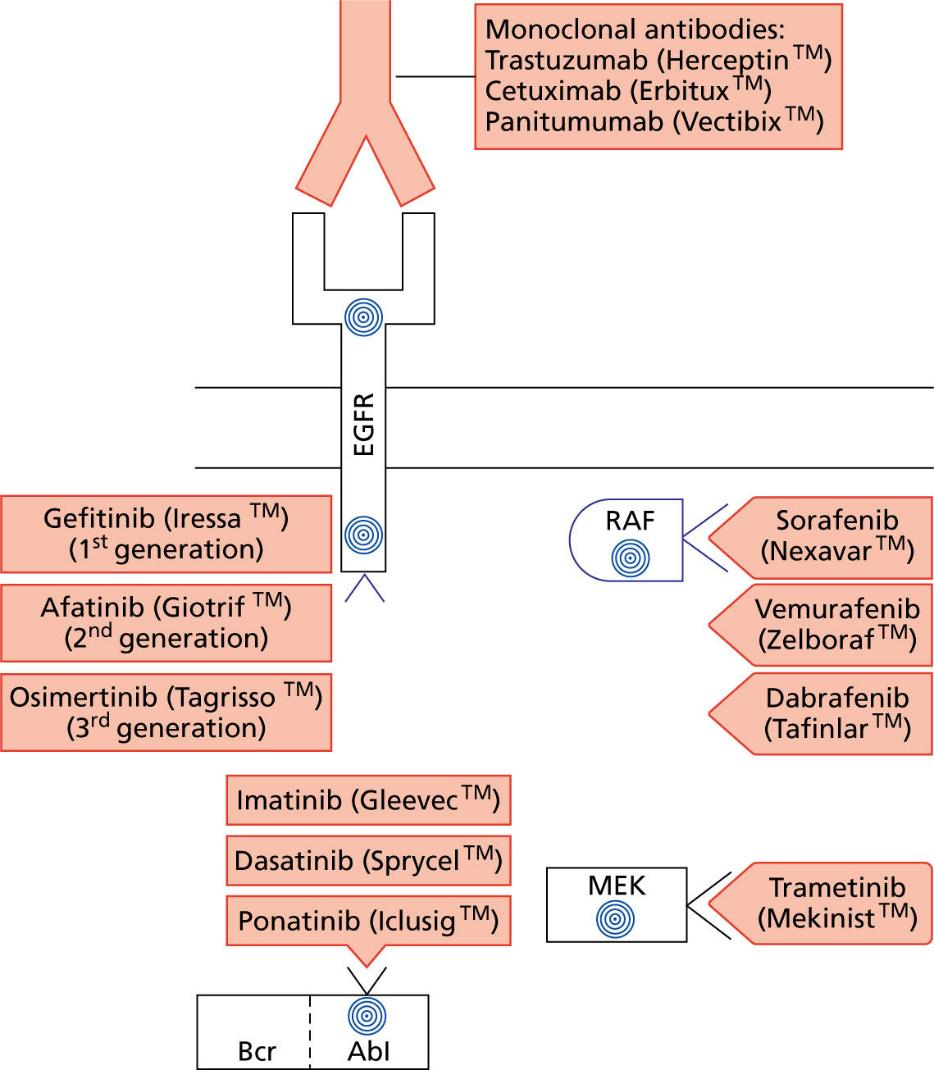 Monoclonal antibodies:
Trastuzumab (Herceptin™)
Cetuximab (Erbitux™)
Panitumumab (Vectibix™)
EGFR
Gefitinib (Iressa ™)
(1st generation)
Afatinib (Giotrif ™)
(2nd generation)
Osimertinib (Tagrisso ™)
(3rd generation)
RAF
Sorafenib
(Nexavar™)
Vemurafenib
(Zelboraf™)
Dabrafenib
(Tafinlar™)
Imatinib (Gleevec™)
Dasatinib (Sprycel™)
Ponatinib (Iclusig™)
MEK
Trametinib
(Mekinist™)
Bcr
Abl